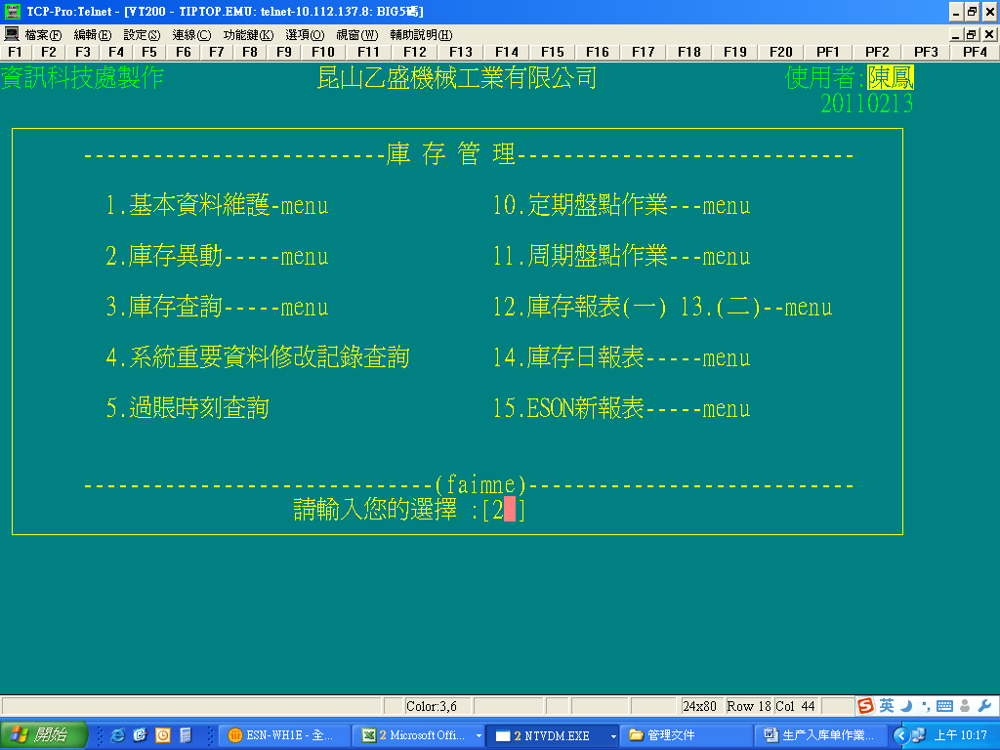 TCP-Pro:Telnet - [VT200 - TIPTOP.EMU: telnet-10.112.137.8: BIG5碼]
檔案(F) 編輯(E) 設定(S) 連線(C) 功能鍵(K) 選項(O) 視窗(W) 輔助說明(H)
F1 F2 F3 F4 F5 F6 F7 F8 F9 F10 F11 F12 F13 F14 F15 F16 F17 F18 F19 F20 PF1 PF2 PF3 PF4
資訊科技處製作 昆山乙盛機械工業有限公司 使用者:陳鳳
20110213
--------------------------庫 存 管 理-----------------------------
1.基本資料維護-menu 10.定期盤點作業---menu
2.庫存異動-----menu 11.周期盤點作業---menu
3.庫存查詢-----menu 12.庫存報表(一) 13.(二)--menu
4.系統重要資料修改記錄查詢 14.庫存日報表-----menu
5.過賬時刻查詢 15.ESON新報表-----menu
------------------------------(faimne)----------------------------
請輸入您的選擇 :[2 ]
Color:3,6 24x80 Row 18 Col 44
英
開始 ESN-WH1E - 全... 2 Microsoft Offi... 2 NTVDM.EXE 管理文件 生产入库单作業... 上午 10:17